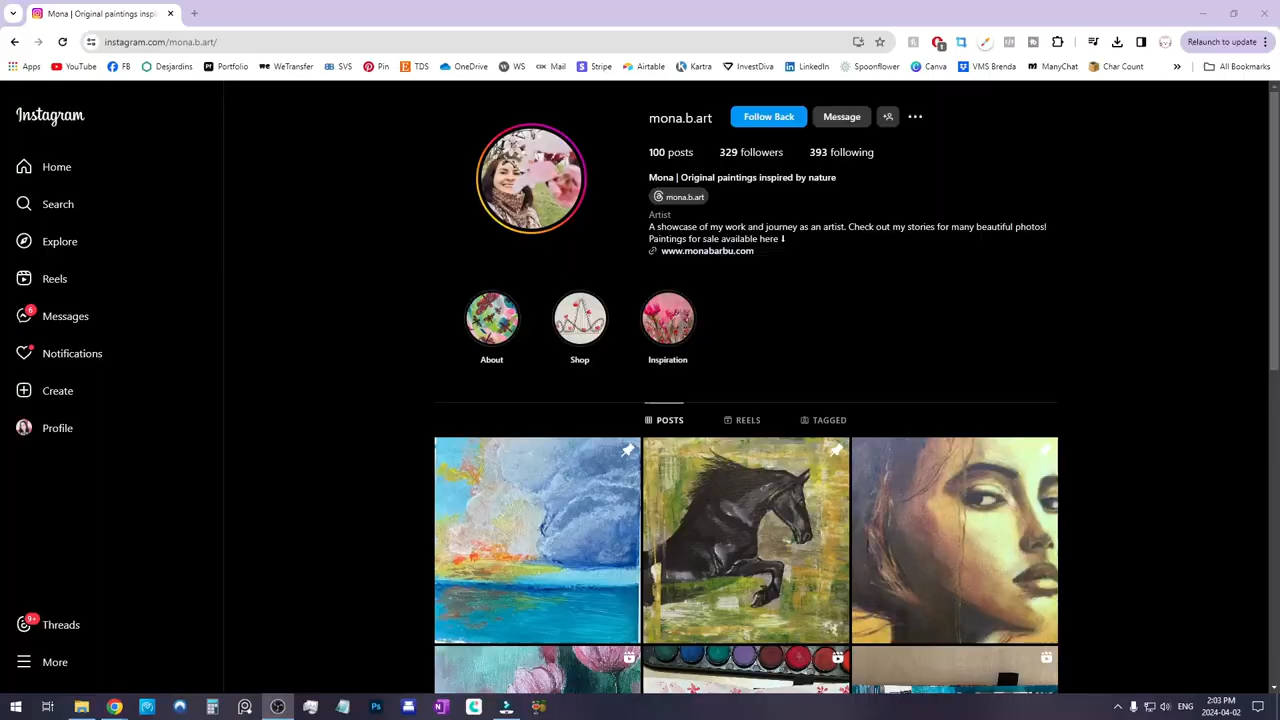 Mona | Original paintings inspi
instagram.com/mona.b.art/
1
Relaunch to update
Apps
YouTube
FB
Desjardins
Portfolio
WeTransfer
SVS
Pin
TDS
OneDrive
WS
Mail
Stripe
Airtable
Kartra
InvestDiva
LinkedIn
Spoonflower
Canva
VMS Brenda
ManyChat
Char Count
All Bookmarks
Instagram
Home
Search
Explore
Reels
6
Messages
Notifications
Create
Profile
9+
Threads
More
mona.b.art
Follow Back
Message
100 posts
329 followers
393 following
Mona | Original paintings inspired by nature
mona.b.art
Artist
A showcase of my work and journey as an artist. Check out my stories for many beautiful photos!
Paintings for sale available here ⬇
www.monabarbu.com
About
Shop
Inspiration
POSTS
REELS
TAGGED
ENG
2:03 PM
2024-04-02